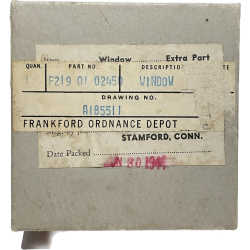 Window Extra Part
QUAN. PART NO DESCRIPTION DATE
F219 01 02450 WINDOW
DRAWING NO.
A185511
FRANKFORD ORDNANCE DEPOT
STAMFORD, CONN.
Date Packed